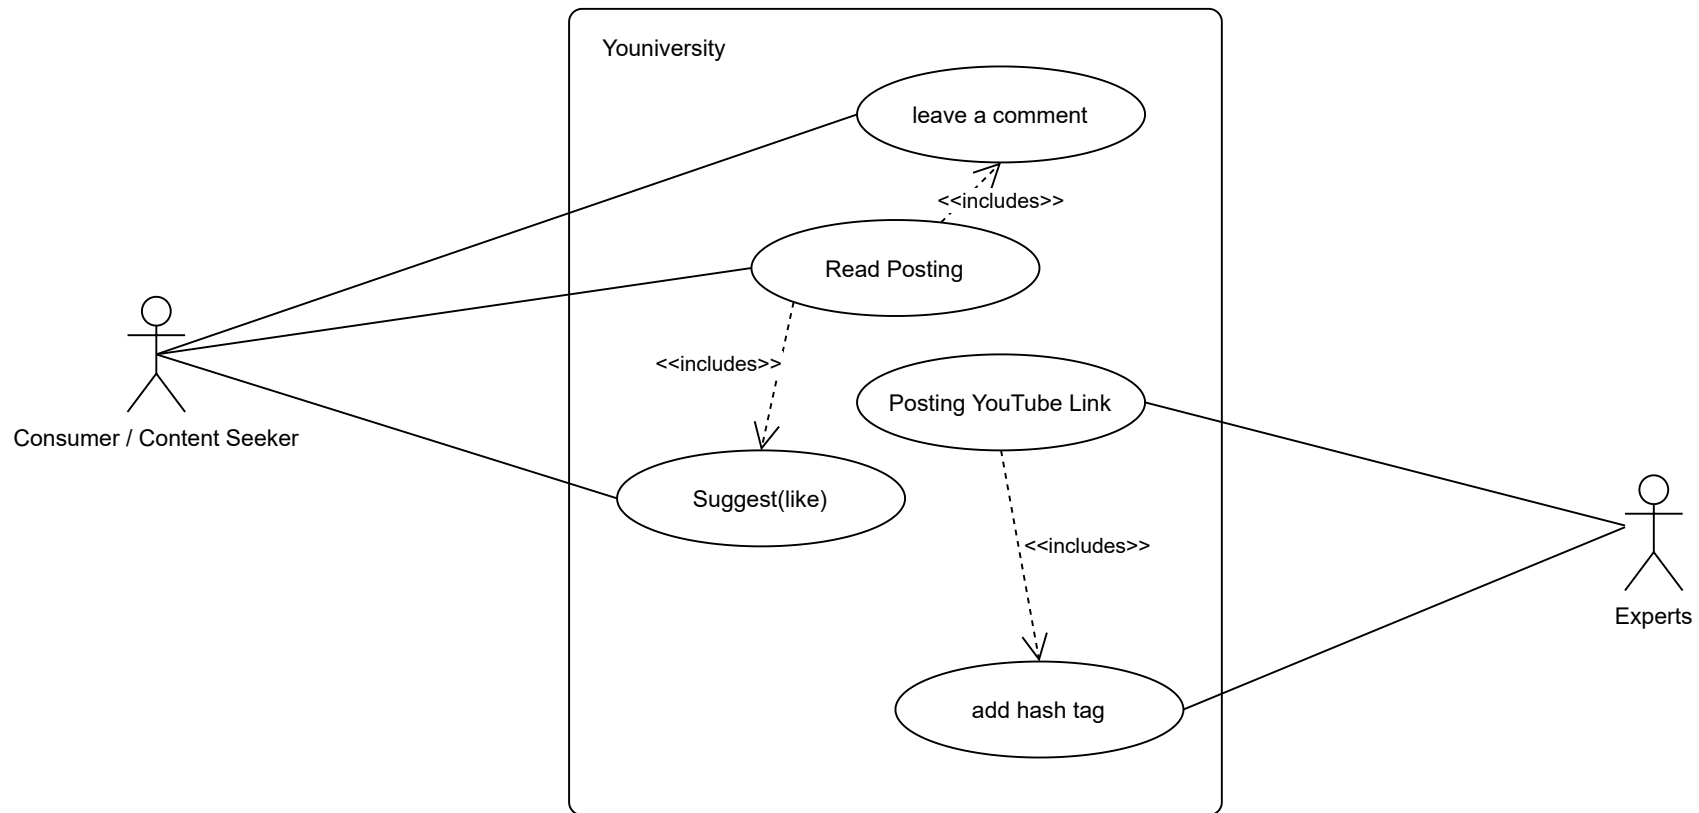 Youniversity
leave a comment
<<includes>>
Read Posting
<<includes>>
Posting YouTube Link
Consumer / Content Seeker
Suggest(like)
<<includes>>
Experts
add hash tag